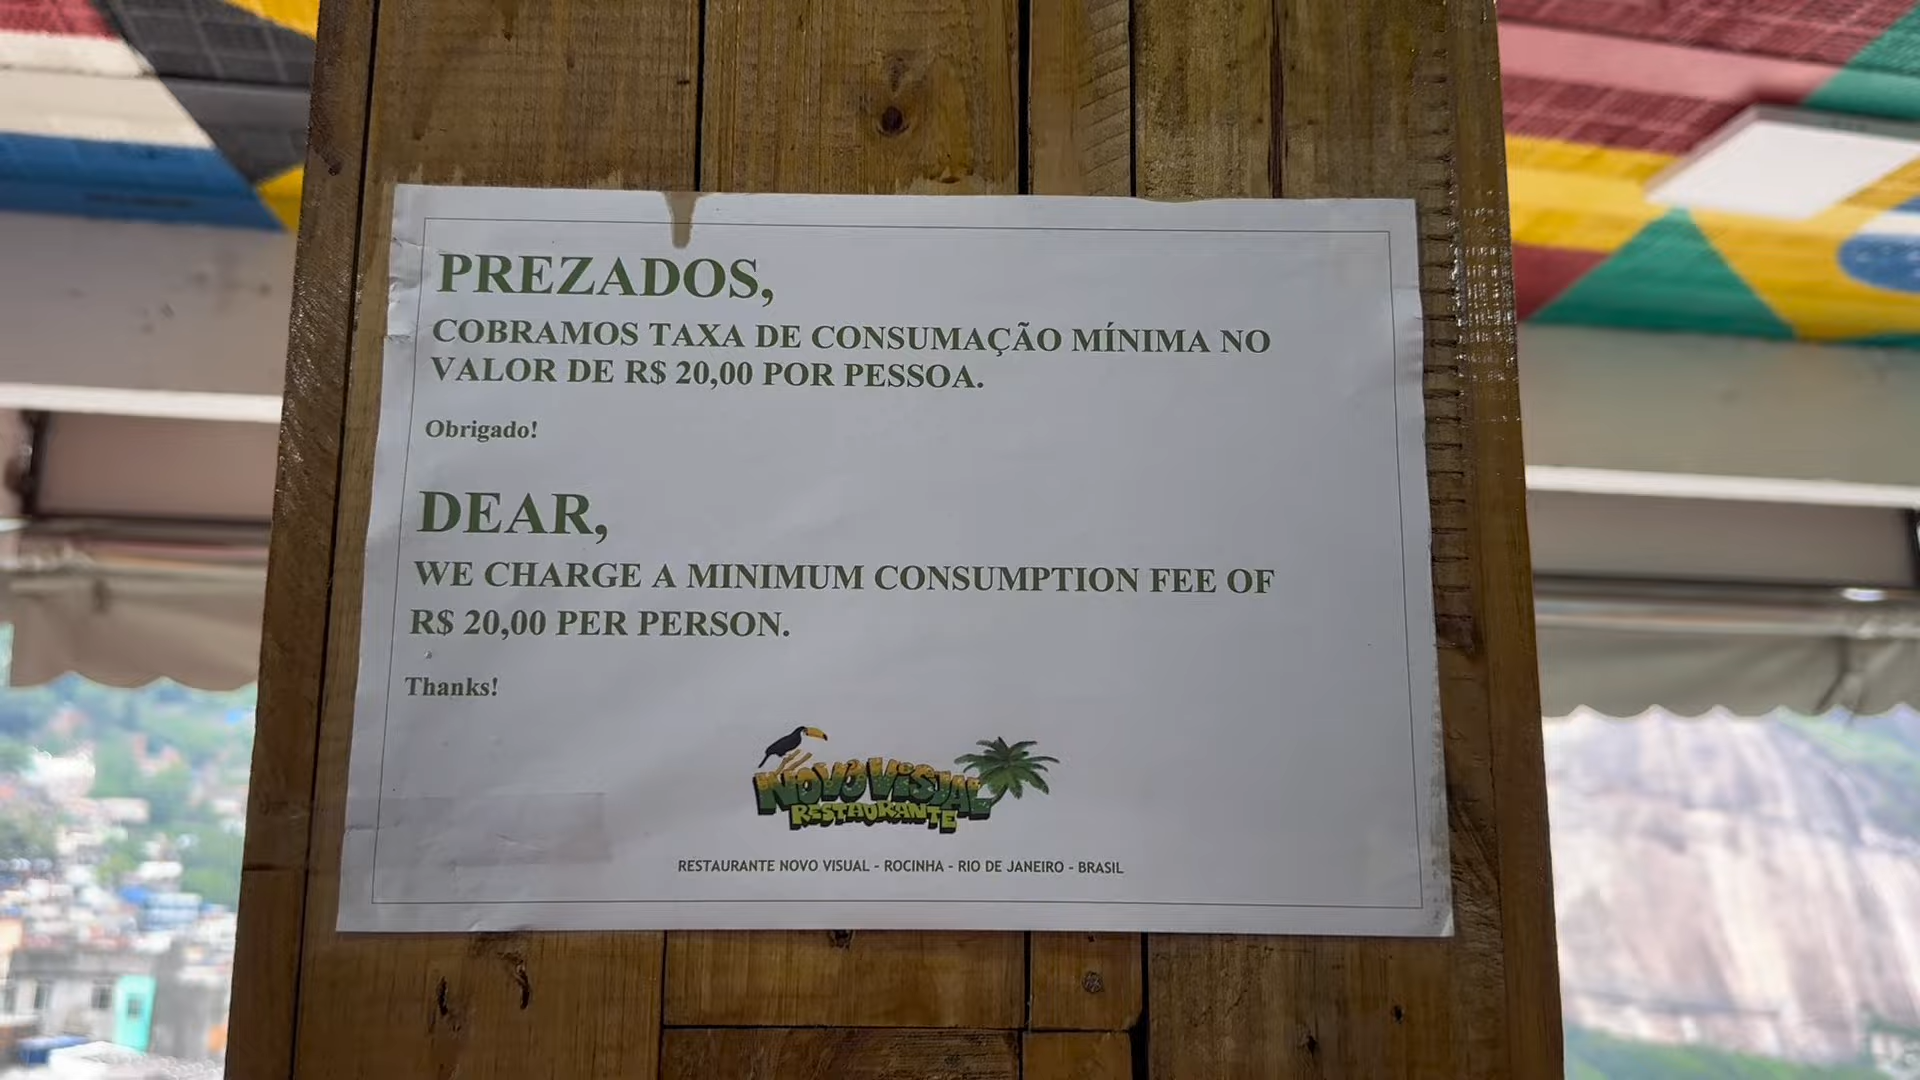 PREZADOS,
COBRAMOS TAXA DE CONSUMAÇÃO MÍNIMA NO
VALOR DE R$ 20,00 POR PESSOA.
Obrigado!
DEAR,
WE CHARGE A MINIMUM CONSUMPTION FEE OF
R$ 20,00 PER PERSON.
Thanks!
NOVO VISUAL
RESTAURANTE
RESTAURANTE NOVO VISUAL - ROCINHA - RIO DE JANEIRO - BRASIL